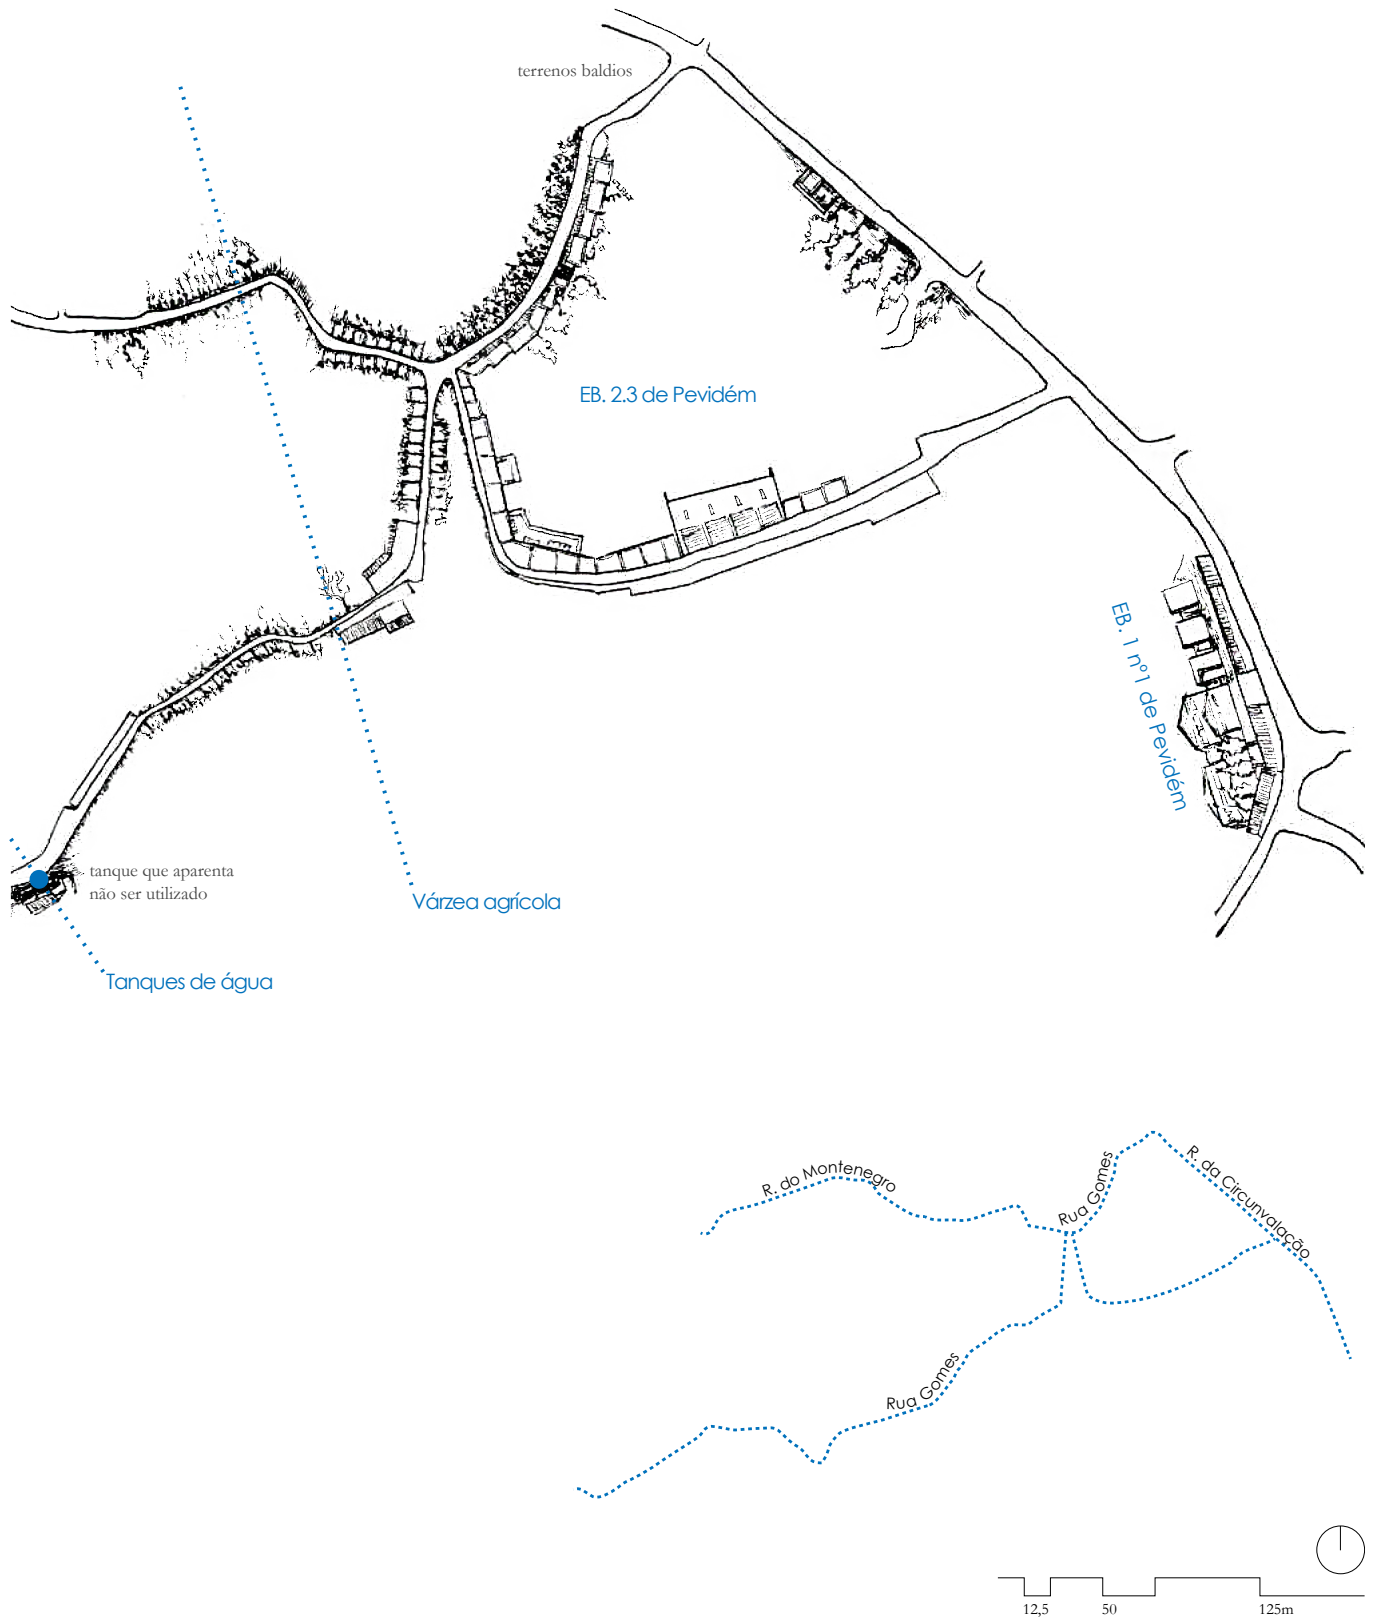 terrenos baldios
EB. 2.3 de Pevidém
EB. 1 nº1 de Pevidém
tanque que aparenta
não ser utilizado
Várzea agrícola
Tanques de água
R. do Montenegro
Rua Gomes
R. da Circunvalação
Rua Gomes
12,5 50 125m